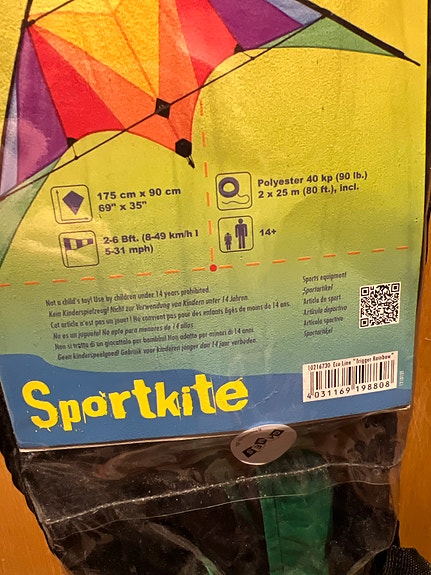 175 cm x 90 cm
69" x 35"
Polyester 40 kp (90 lb.)
2 x 25 m (80 ft.), incl.
2-6 Bft. (8-49 km/h I
5-31 mph)
14+
Not a child's toy! Use by children under 14 years prohibited.
Kein Kinderspielzeug! Nicht zur Verwendung von Kindern unter 14 Jahren.
Cet article n'est pas un jouet! Ne convient pas pour des enfants âgés de moins de 14 ans.
No es un juguete! No apto para menores de 14 años.
Non si tratta di un giocattolo per bambini! Non adatto per minori di 14 anni.
Geen kinderspeelgoed! Gebruik voor kinderen jonger dan 14 jaar verboden.
Sports equipment
Sportartikel
Article de sport
Artículo deportivo
Articolo sportivo
Sportartikel
10216730 Eco Line "Trigger Rainbow"
4 031169 198808
Sportkite